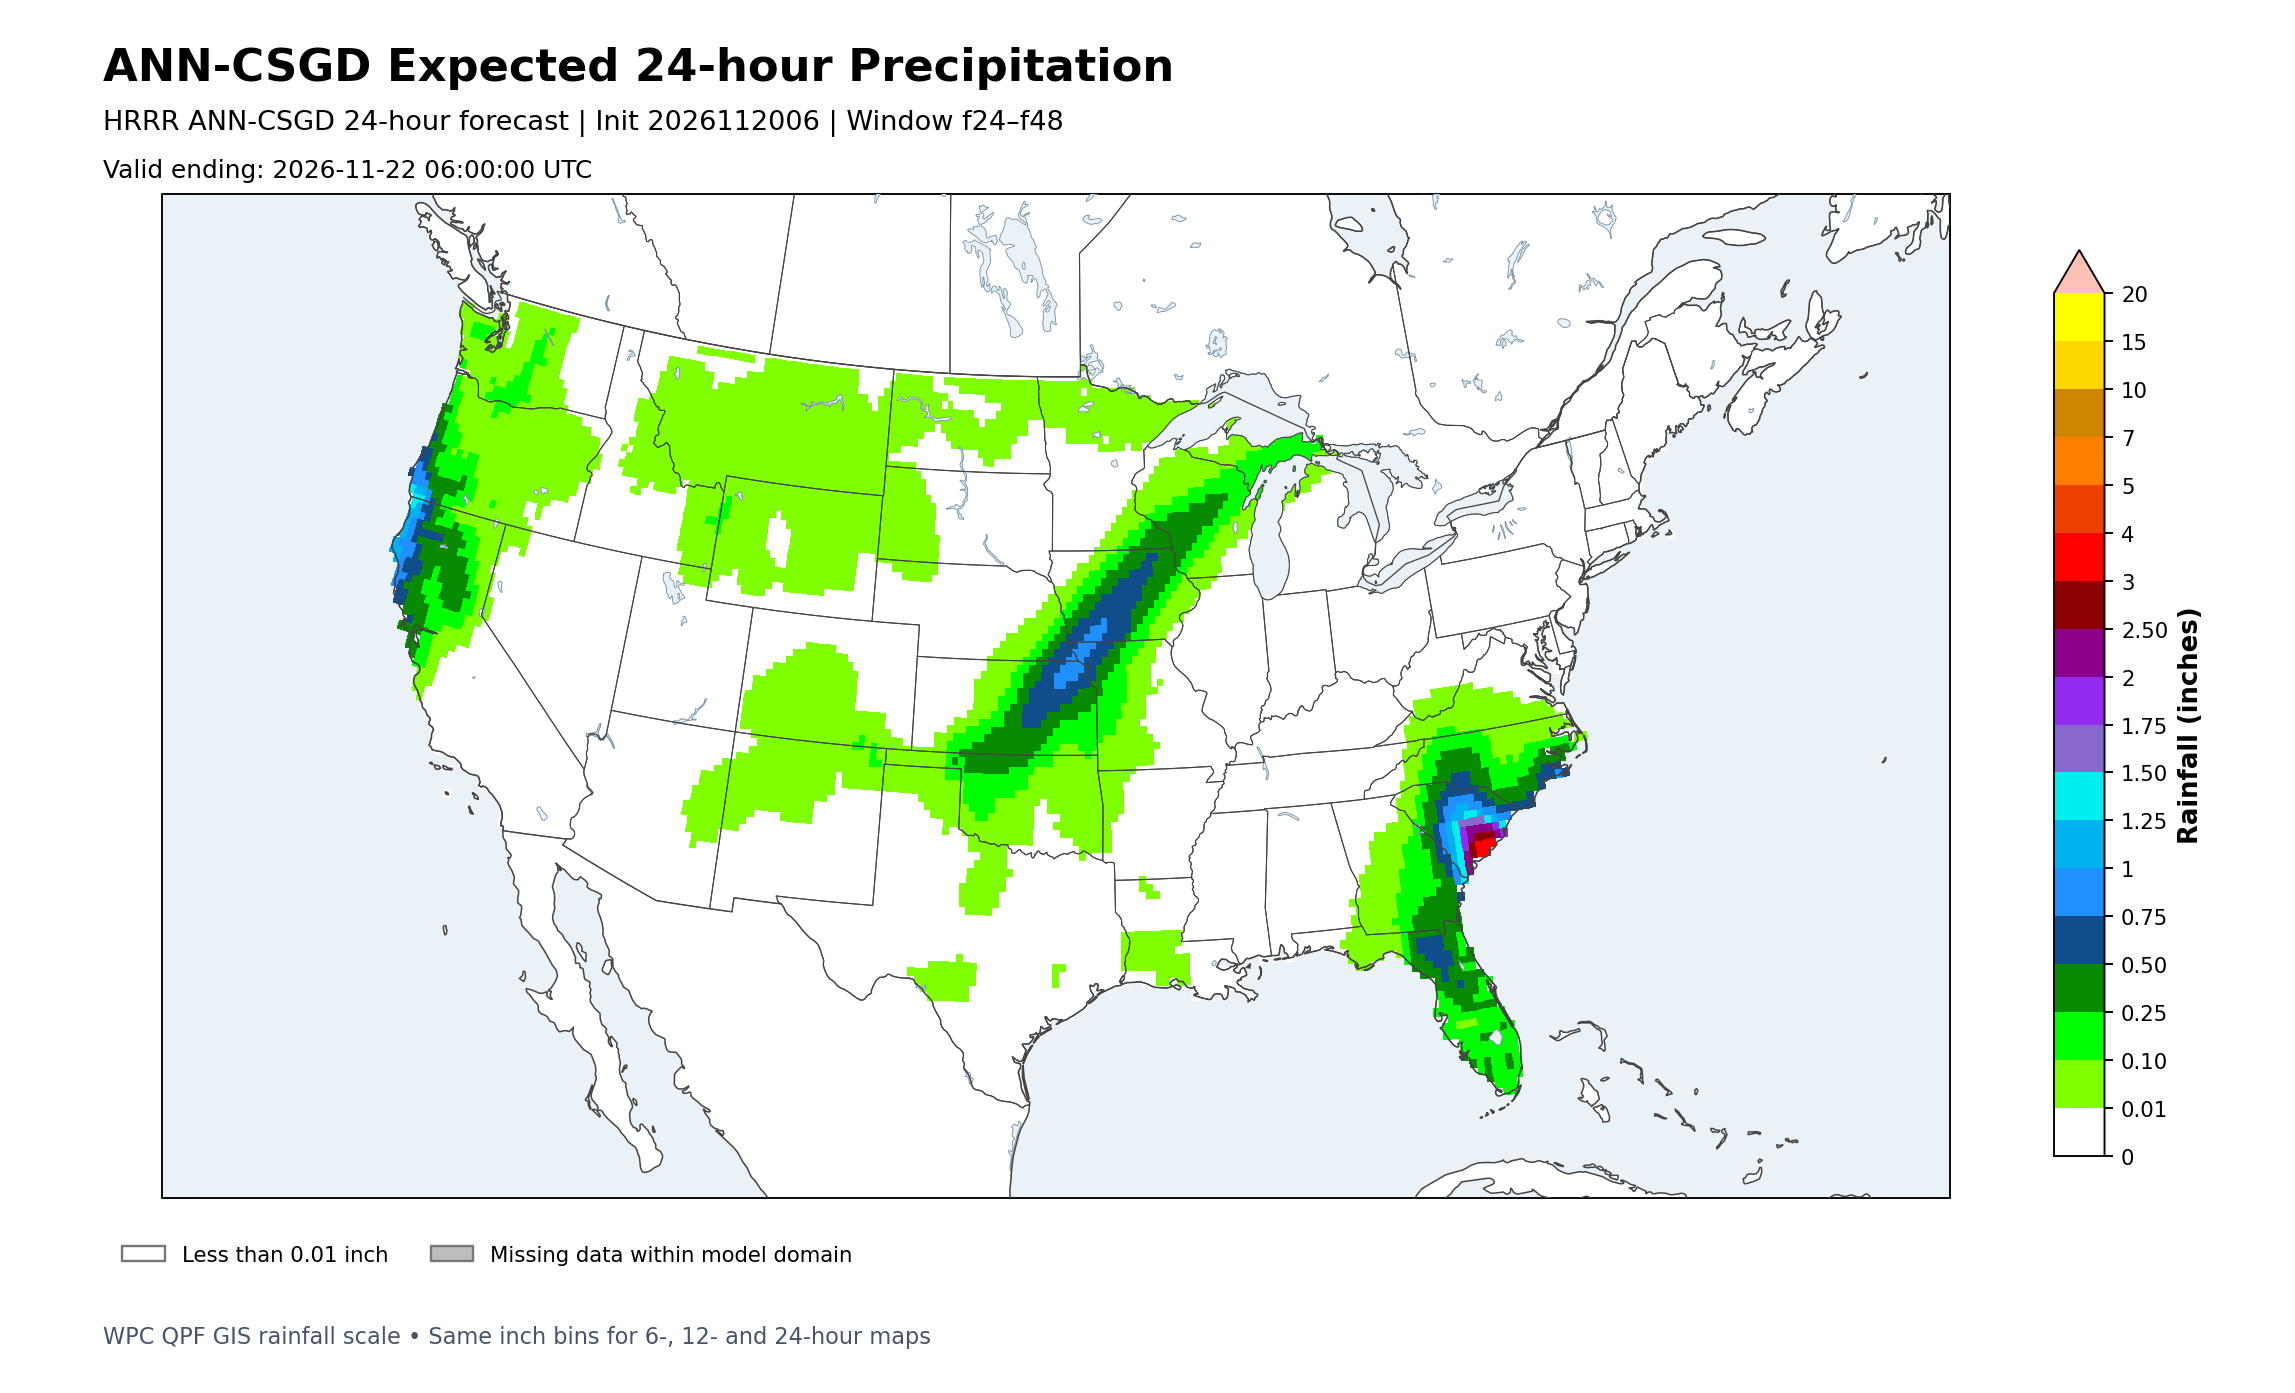 ANN-CSGD Expected 24-hour Precipitation
HRRR ANN-CSGD 24-hour forecast | Init 2026112006 | Window f24–f48
Valid ending: 2026-11-22 06:00:00 UTC
20
15
10
7
5
4
3
2.50
2
1.75
1.50
1.25
1
0.75
0.50
0.25
0.10
0.01
0
Rainfall (inches)
Less than 0.01 inch
Missing data within model domain
WPC QPF GIS rainfall scale • Same inch bins for 6-, 12- and 24-hour maps